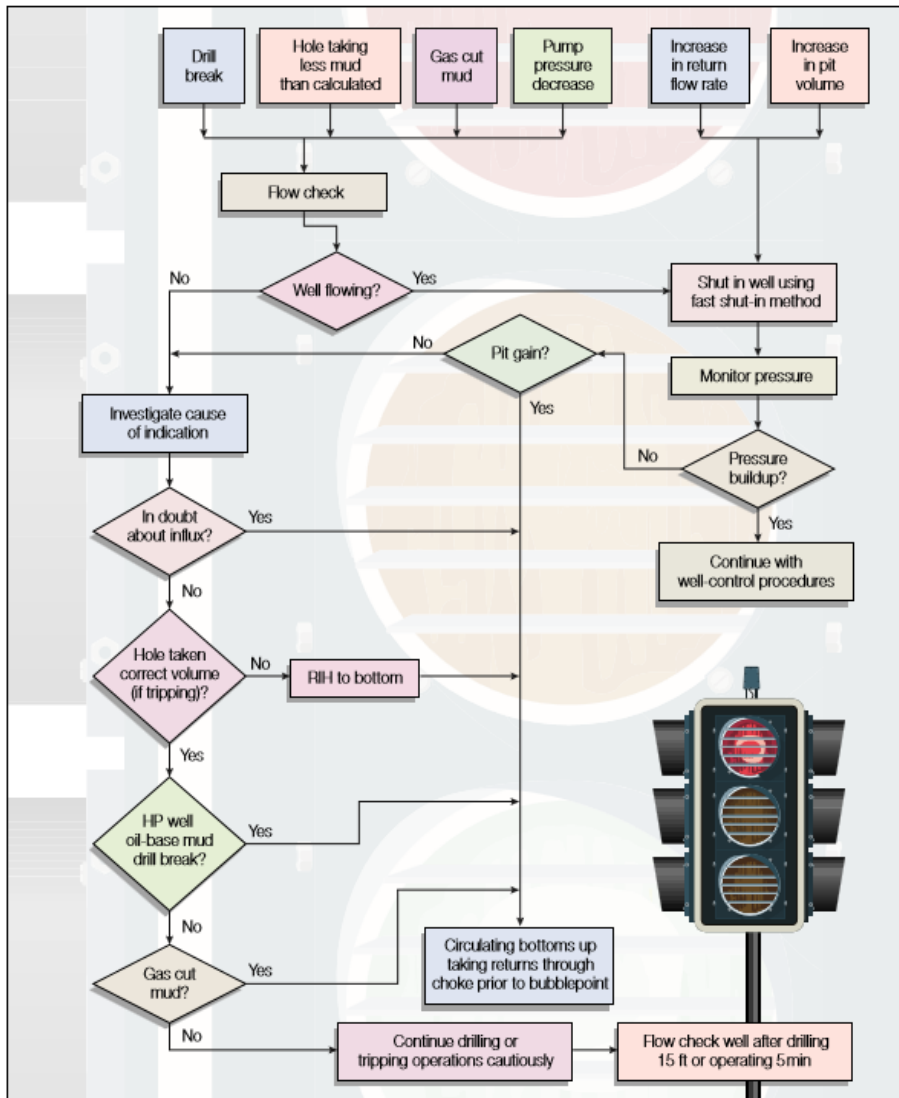 Drill
break
Hole taking
less mud
than calculated
Gas cut
mud
Pump
pressure
decrease
Increase
in return
flow rate
Increase
in pit
volume
Flow check
Well flowing?
No
Yes
Shut in well using
fast shut-in method
Pit gain?
No
Yes
Monitor pressure
Investigate cause
of indication
Pressure
buildup?
No
Yes
In doubt
about influx?
Yes
No
Continue with
well-control procedures
Hole taken
correct volume
(if tripping)?
No
RIH to bottom
Yes
HP well
oil-base mud
drill break?
Yes
No
Circulating bottoms up
taking returns through
choke prior to bubblepoint
Gas cut
mud?
Yes
No
Continue drilling or
tripping operations cautiously
Flow check well after drilling
15 ft or operating 5 min